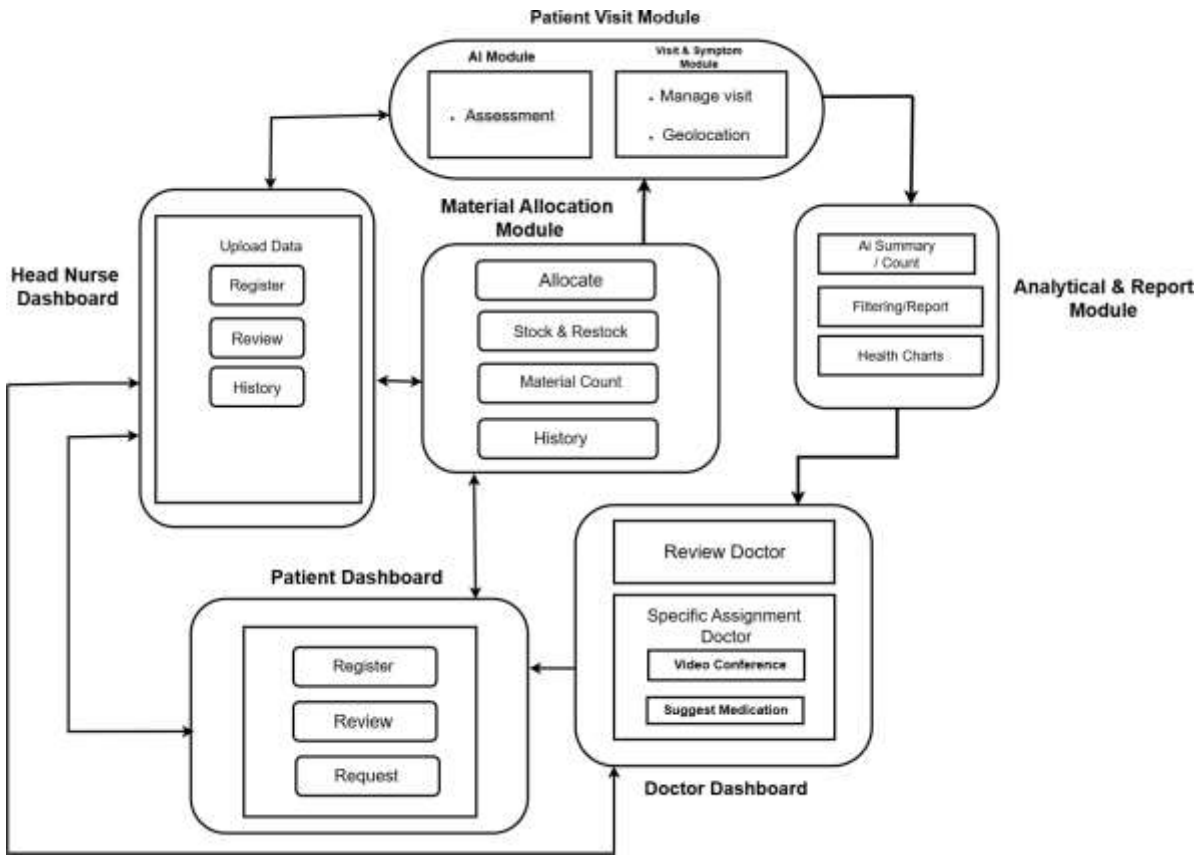 Patient Visit Module
AI Module
Assessment
Visit & Symptom
Module
Manage visit
Geolocation
Head Nurse
Dashboard
Upload Data
Register
Review
History
Material Allocation
Module
Allocate
Stock & Restock
Material Count
History
Ai Summary
/ Count
Filtering/Report
Health Charts
Analytical & Report
Module
Patient Dashboard
Register
Review
Request
Review Doctor
Specific Assignment
Doctor
Video Conference
Suggest Medication
Doctor Dashboard